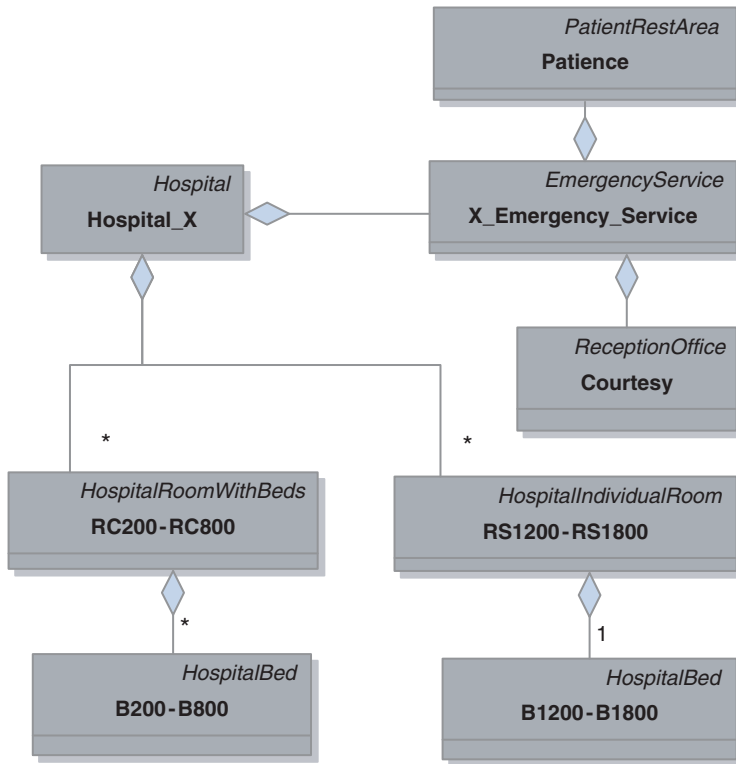 PatientRestArea
Patience
Hospital
Hospital_X
EmergencyService
X_Emergency_Service
ReceptionOffice
Courtesy
*
*
HospitalRoomWithBeds
RC200-RC800
HospitalIndividualRoom
RS1200-RS1800
*
1
HospitalBed
B200-B800
HospitalBed
B1200-B1800